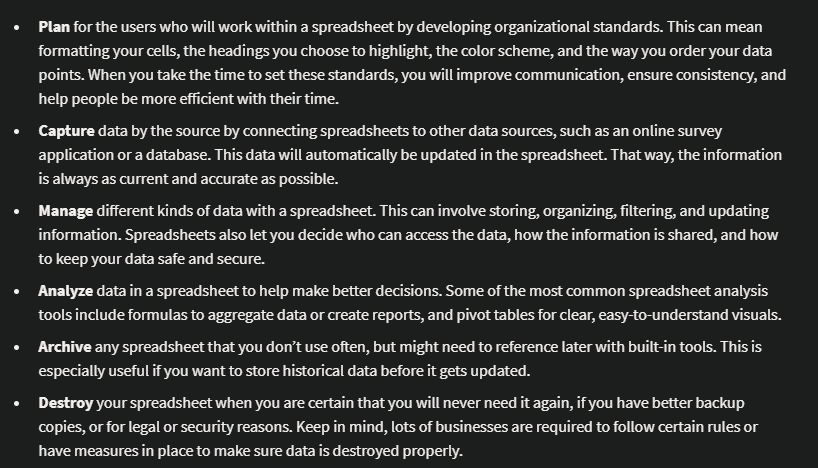 • Plan for the users who will work within a spreadsheet by developing organizational standards. This can mean
formatting your cells, the headings you choose to highlight, the color scheme, and the way you order your data
points. When you take the time to set these standards, you will improve communication, ensure consistency, and
help people be more efficient with their time.
• Capture data by the source by connecting spreadsheets to other data sources, such as an online survey
application or a database. This data will automatically be updated in the spreadsheet. That way, the information
is always as current and accurate as possible.
• Manage different kinds of data with a spreadsheet. This can involve storing, organizing, filtering, and updating
information. Spreadsheets also let you decide who can access the data, how the information is shared, and how
to keep your data safe and secure.
• Analyze data in a spreadsheet to help make better decisions. Some of the most common spreadsheet analysis
tools include formulas to aggregate data or create reports, and pivot tables for clear, easy-to-understand visuals.
• Archive any spreadsheet that you don’t use often, but might need to reference later with built-in tools. This is
especially useful if you want to store historical data before it gets updated.
• Destroy your spreadsheet when you are certain that you will never need it again, if you have better backup
copies, or for legal or security reasons. Keep in mind, lots of businesses are required to follow certain rules or
have measures in place to make sure data is destroyed properly.